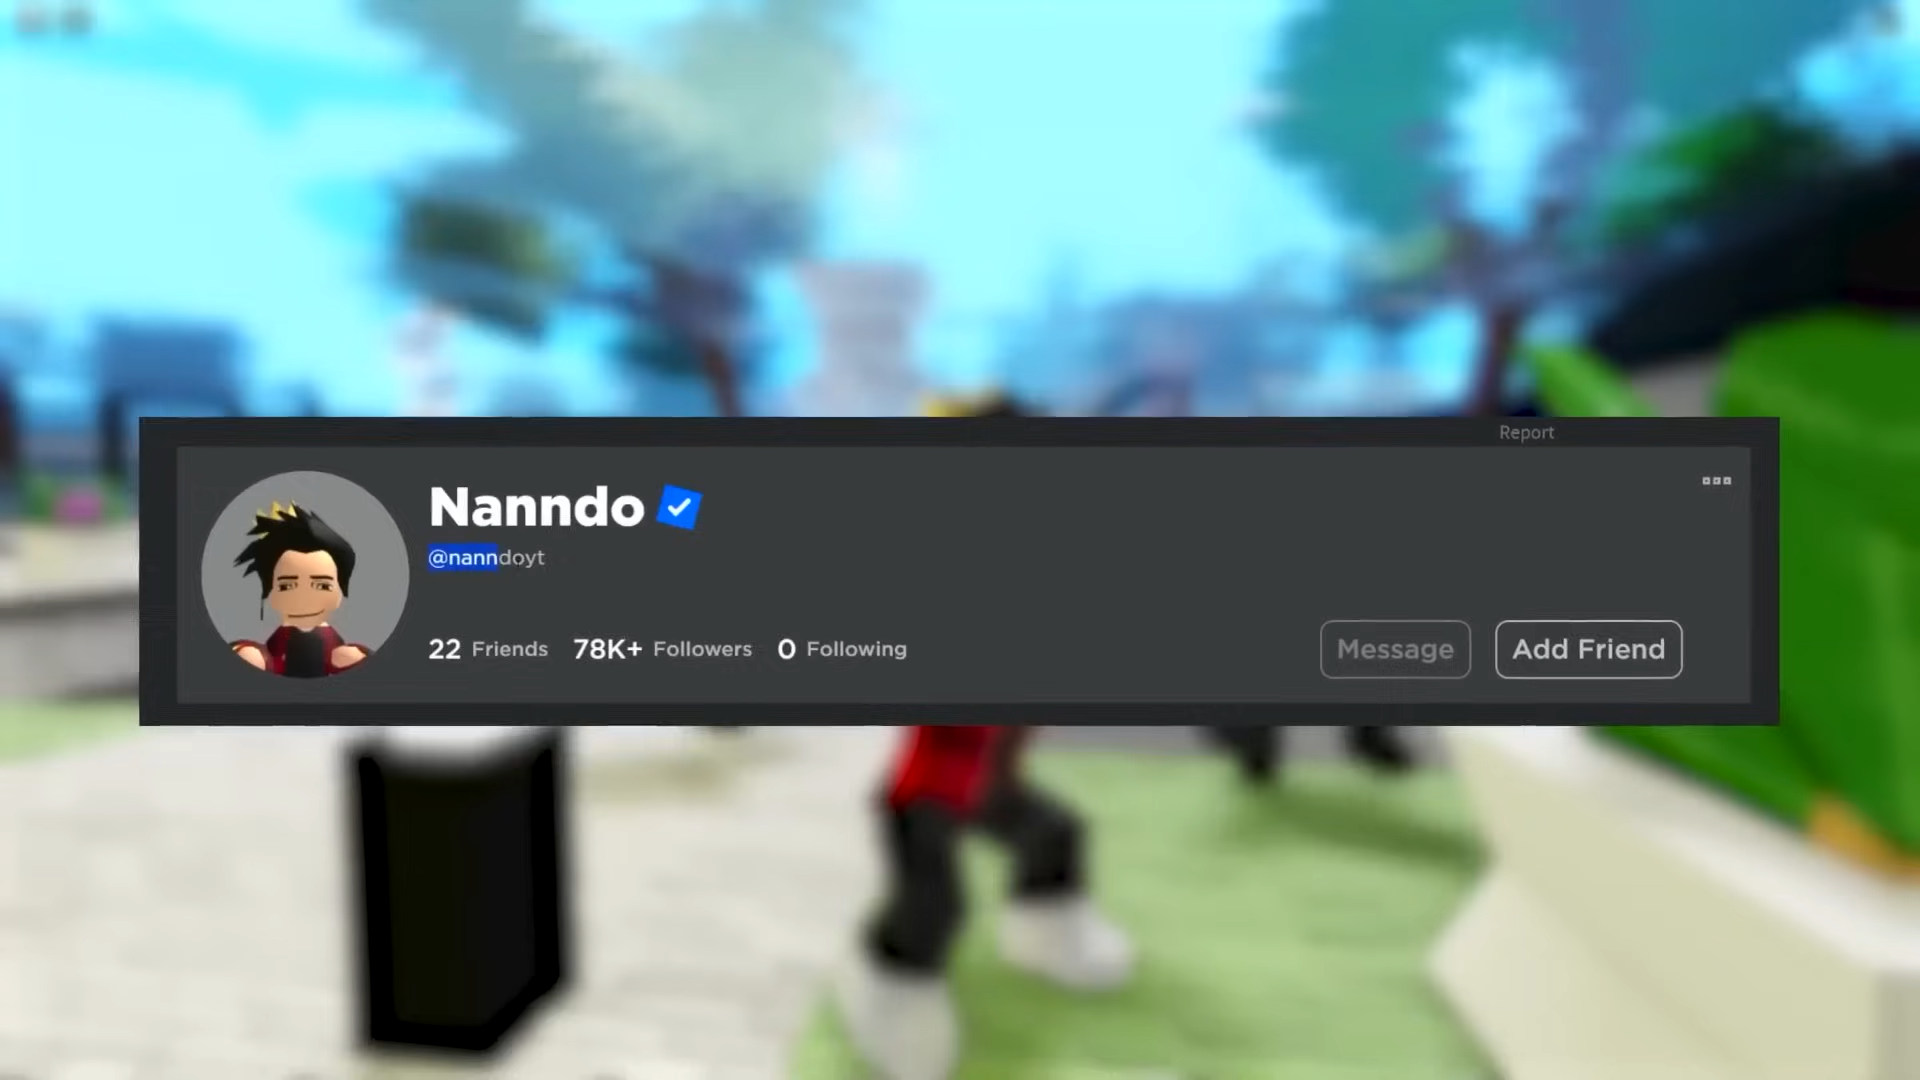 Report
Nanndo
@nanndoyt
22 Friends 78K+ Followers 0 Following
Message Add Friend